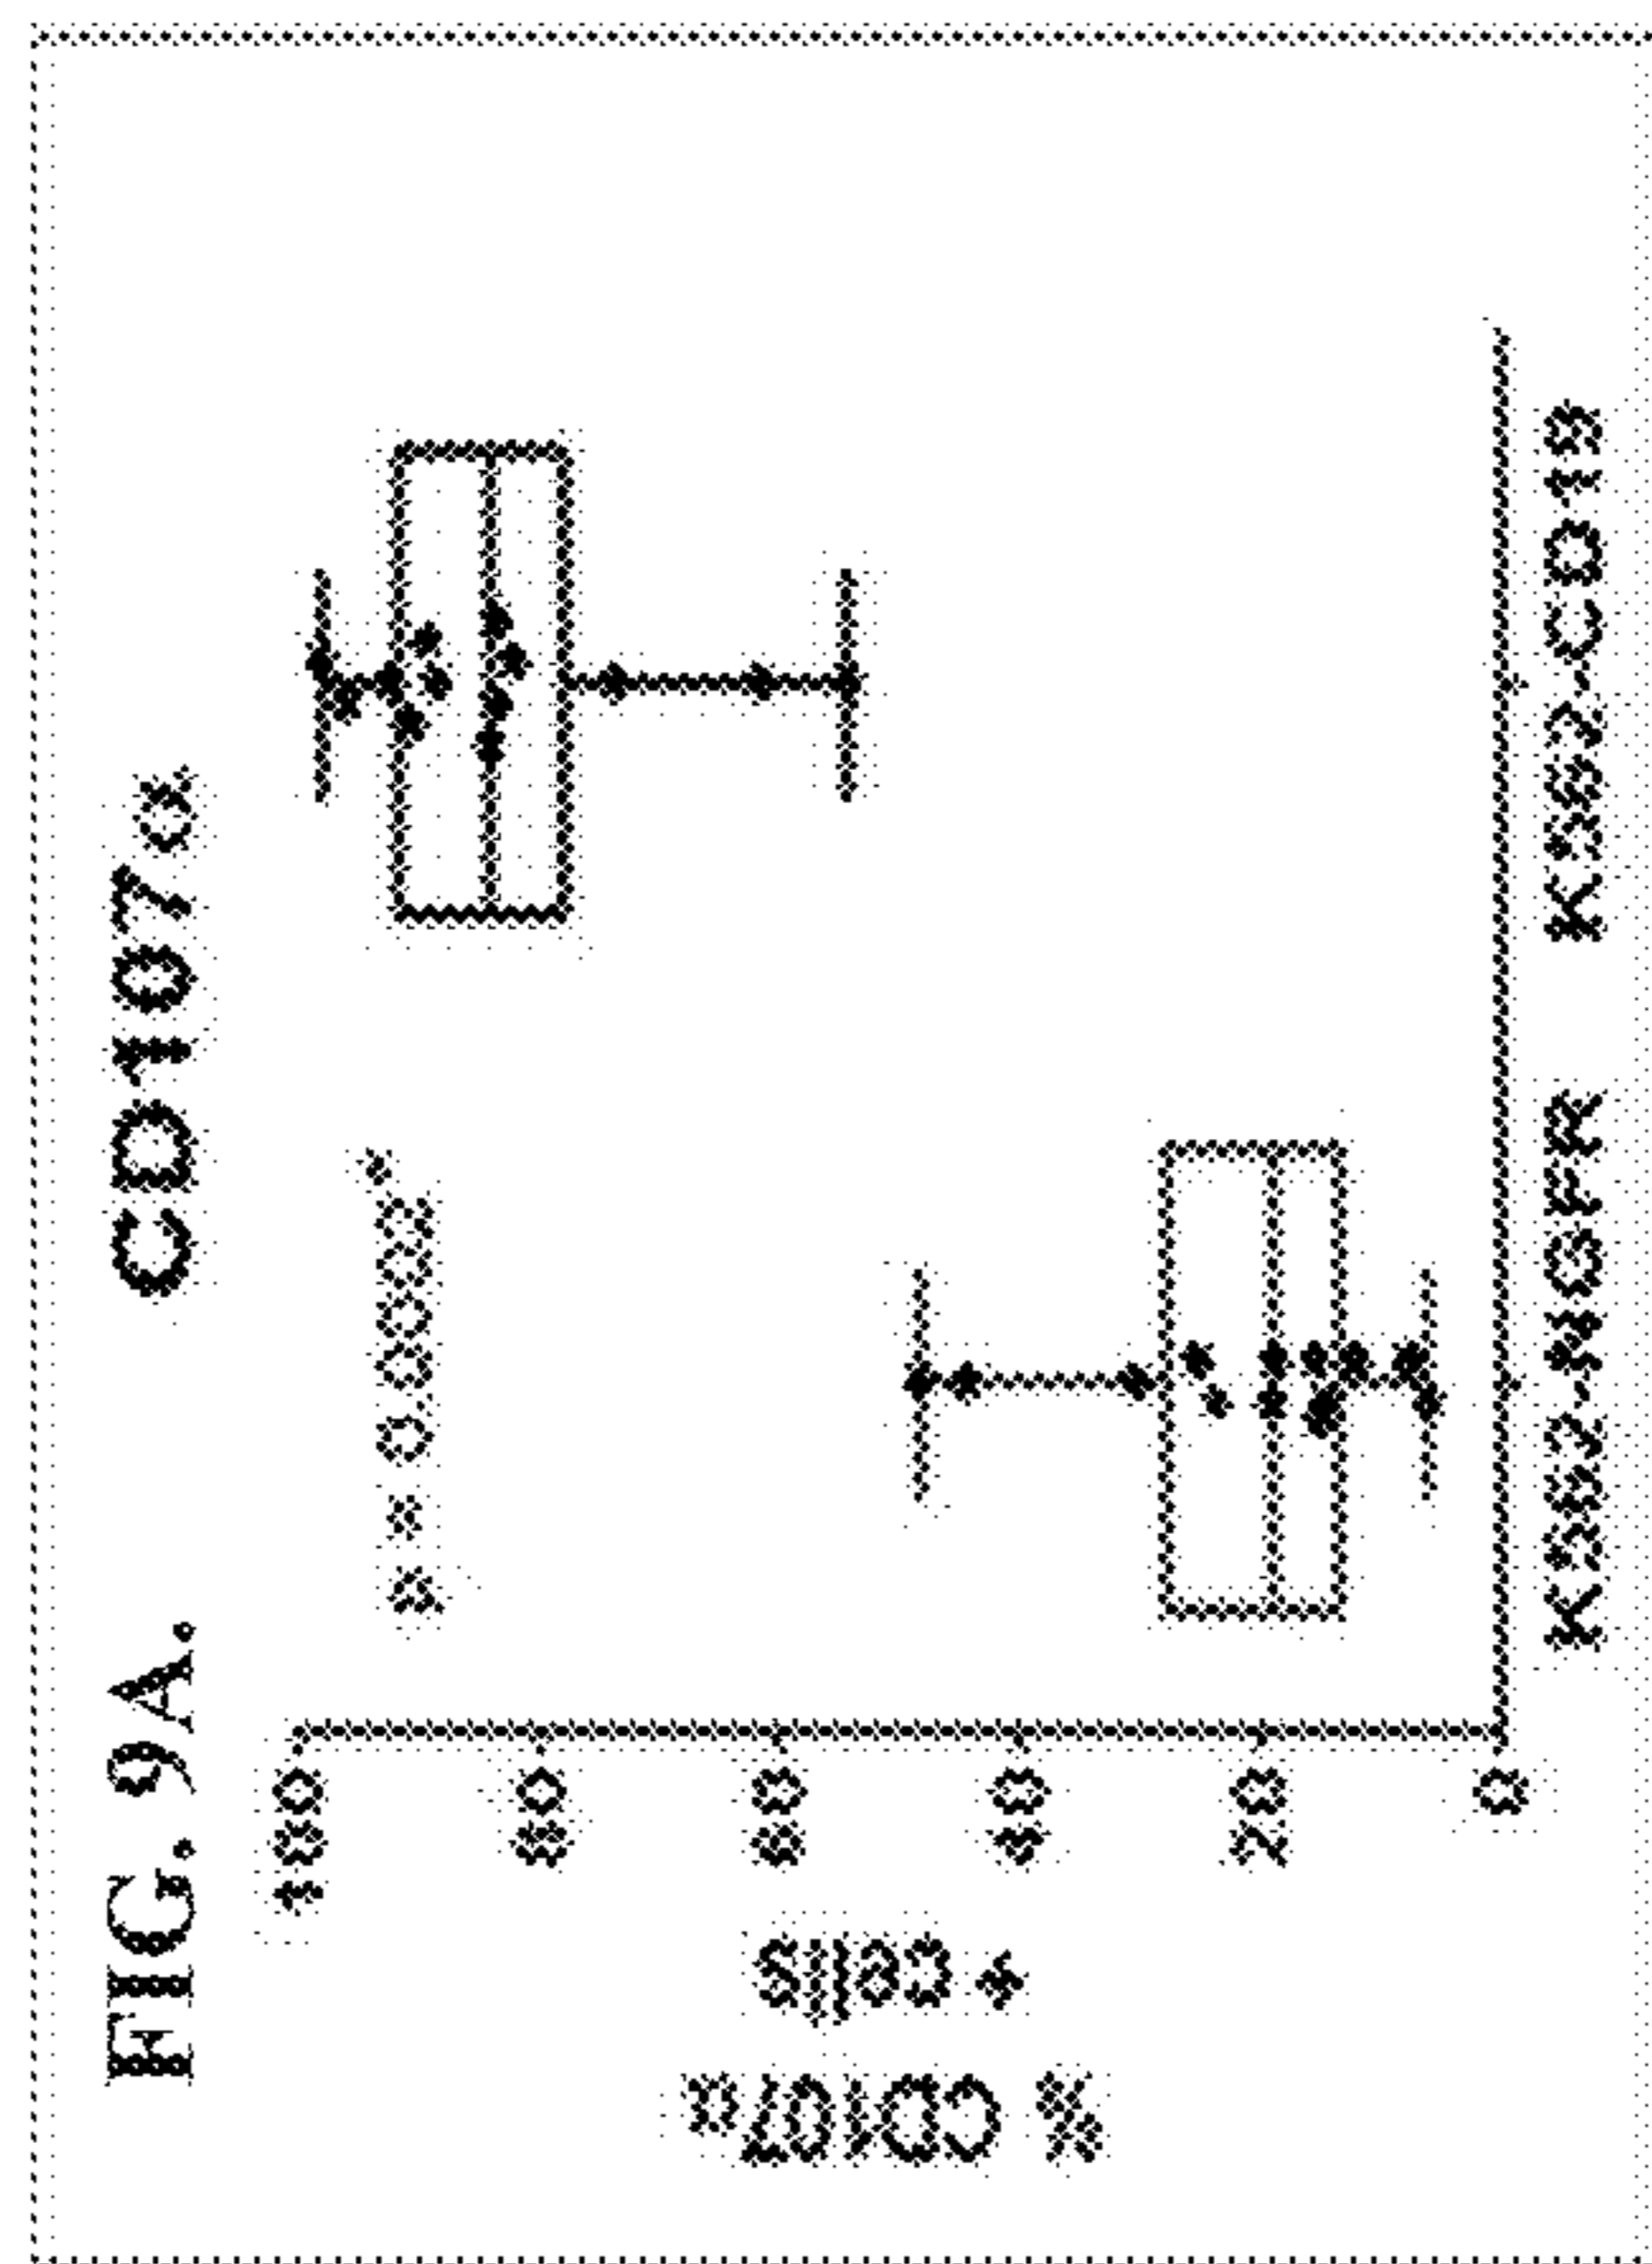 FIG. 9A. CD107a
p = 0.0002*
100
80
60
40
20
0
% CD107a
+ cells
K562-NGFR K562-CD19